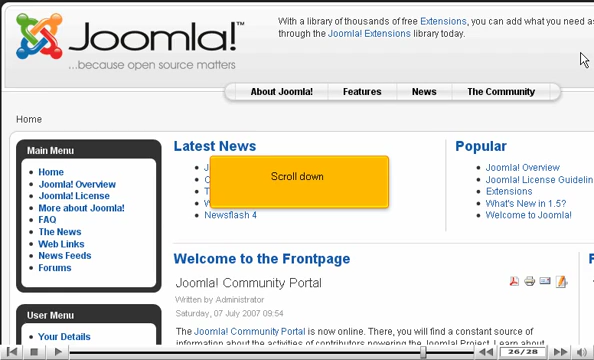 Joomla!™
...because open source matters
With a library of thousands of free Extensions, you can add what you need as
through the Joomla! Extensions library today.
About Joomla! Features News The Community
Home
Main Menu
Home
Joomla! Overview
Joomla! License
More about Joomla!
FAQ
The News
Web Links
News Feeds
Forums
User Menu
Your Details
Latest News
Scroll down
Newsflash 4
Popular
Joomla! Overview
Joomla! License Guidelin
Extensions
What's New in 1.5?
Welcome to Joomla!
Welcome to the Frontpage
Joomla! Community Portal
Written by Administrator
Saturday, 07 July 2007 09:54
The Joomla! Community Portal is now online. There, you will find a constant source of
information about the activities of contributors powering the Joomla! Project. Learn about
26/28